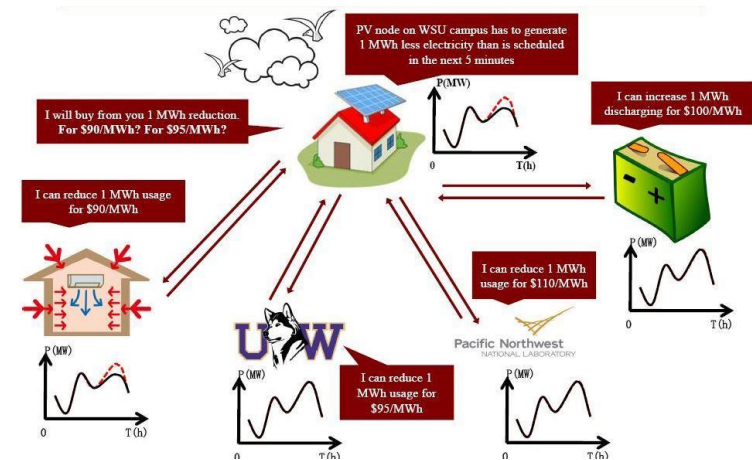 PV node on WSU campus has to generate
1 MWh less electricity than is scheduled
in the next 5 minutes
P(MW)
0
T(h)
I can increase 1 MWh
discharging for $100/MWh
I will buy from you 1 MWh reduction.
For $90/MWh? For $95/MWh?
I can reduce 1 MWh usage
for $90/MWh
- +
P (MW)
0
T(h)
I can reduce 1 MWh
usage for $110/MWh
U W
Pacific Northwest
NATIONAL LABORATORY
P (MW)
0
T(h)
I can reduce 1
MWh usage for
$95/MWh
P (MW)
0
T(h)
P (MW)
0
T(h)